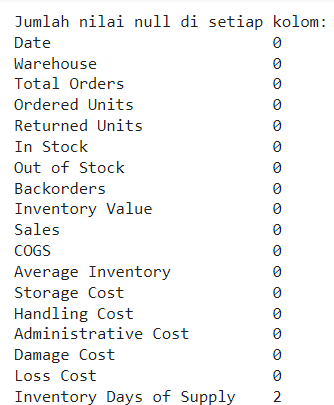 Jumlah nilai null di setiap kolom:
Date 0
Warehouse 0
Total Orders 0
Ordered Units 0
Returned Units 0
In Stock 0
Out of Stock 0
Backorders 0
Inventory Value 0
Sales 0
COGS 0
Average Inventory 0
Storage Cost 0
Handling Cost 0
Administrative Cost 0
Damage Cost 0
Loss Cost 0
Inventory Days of Supply 2